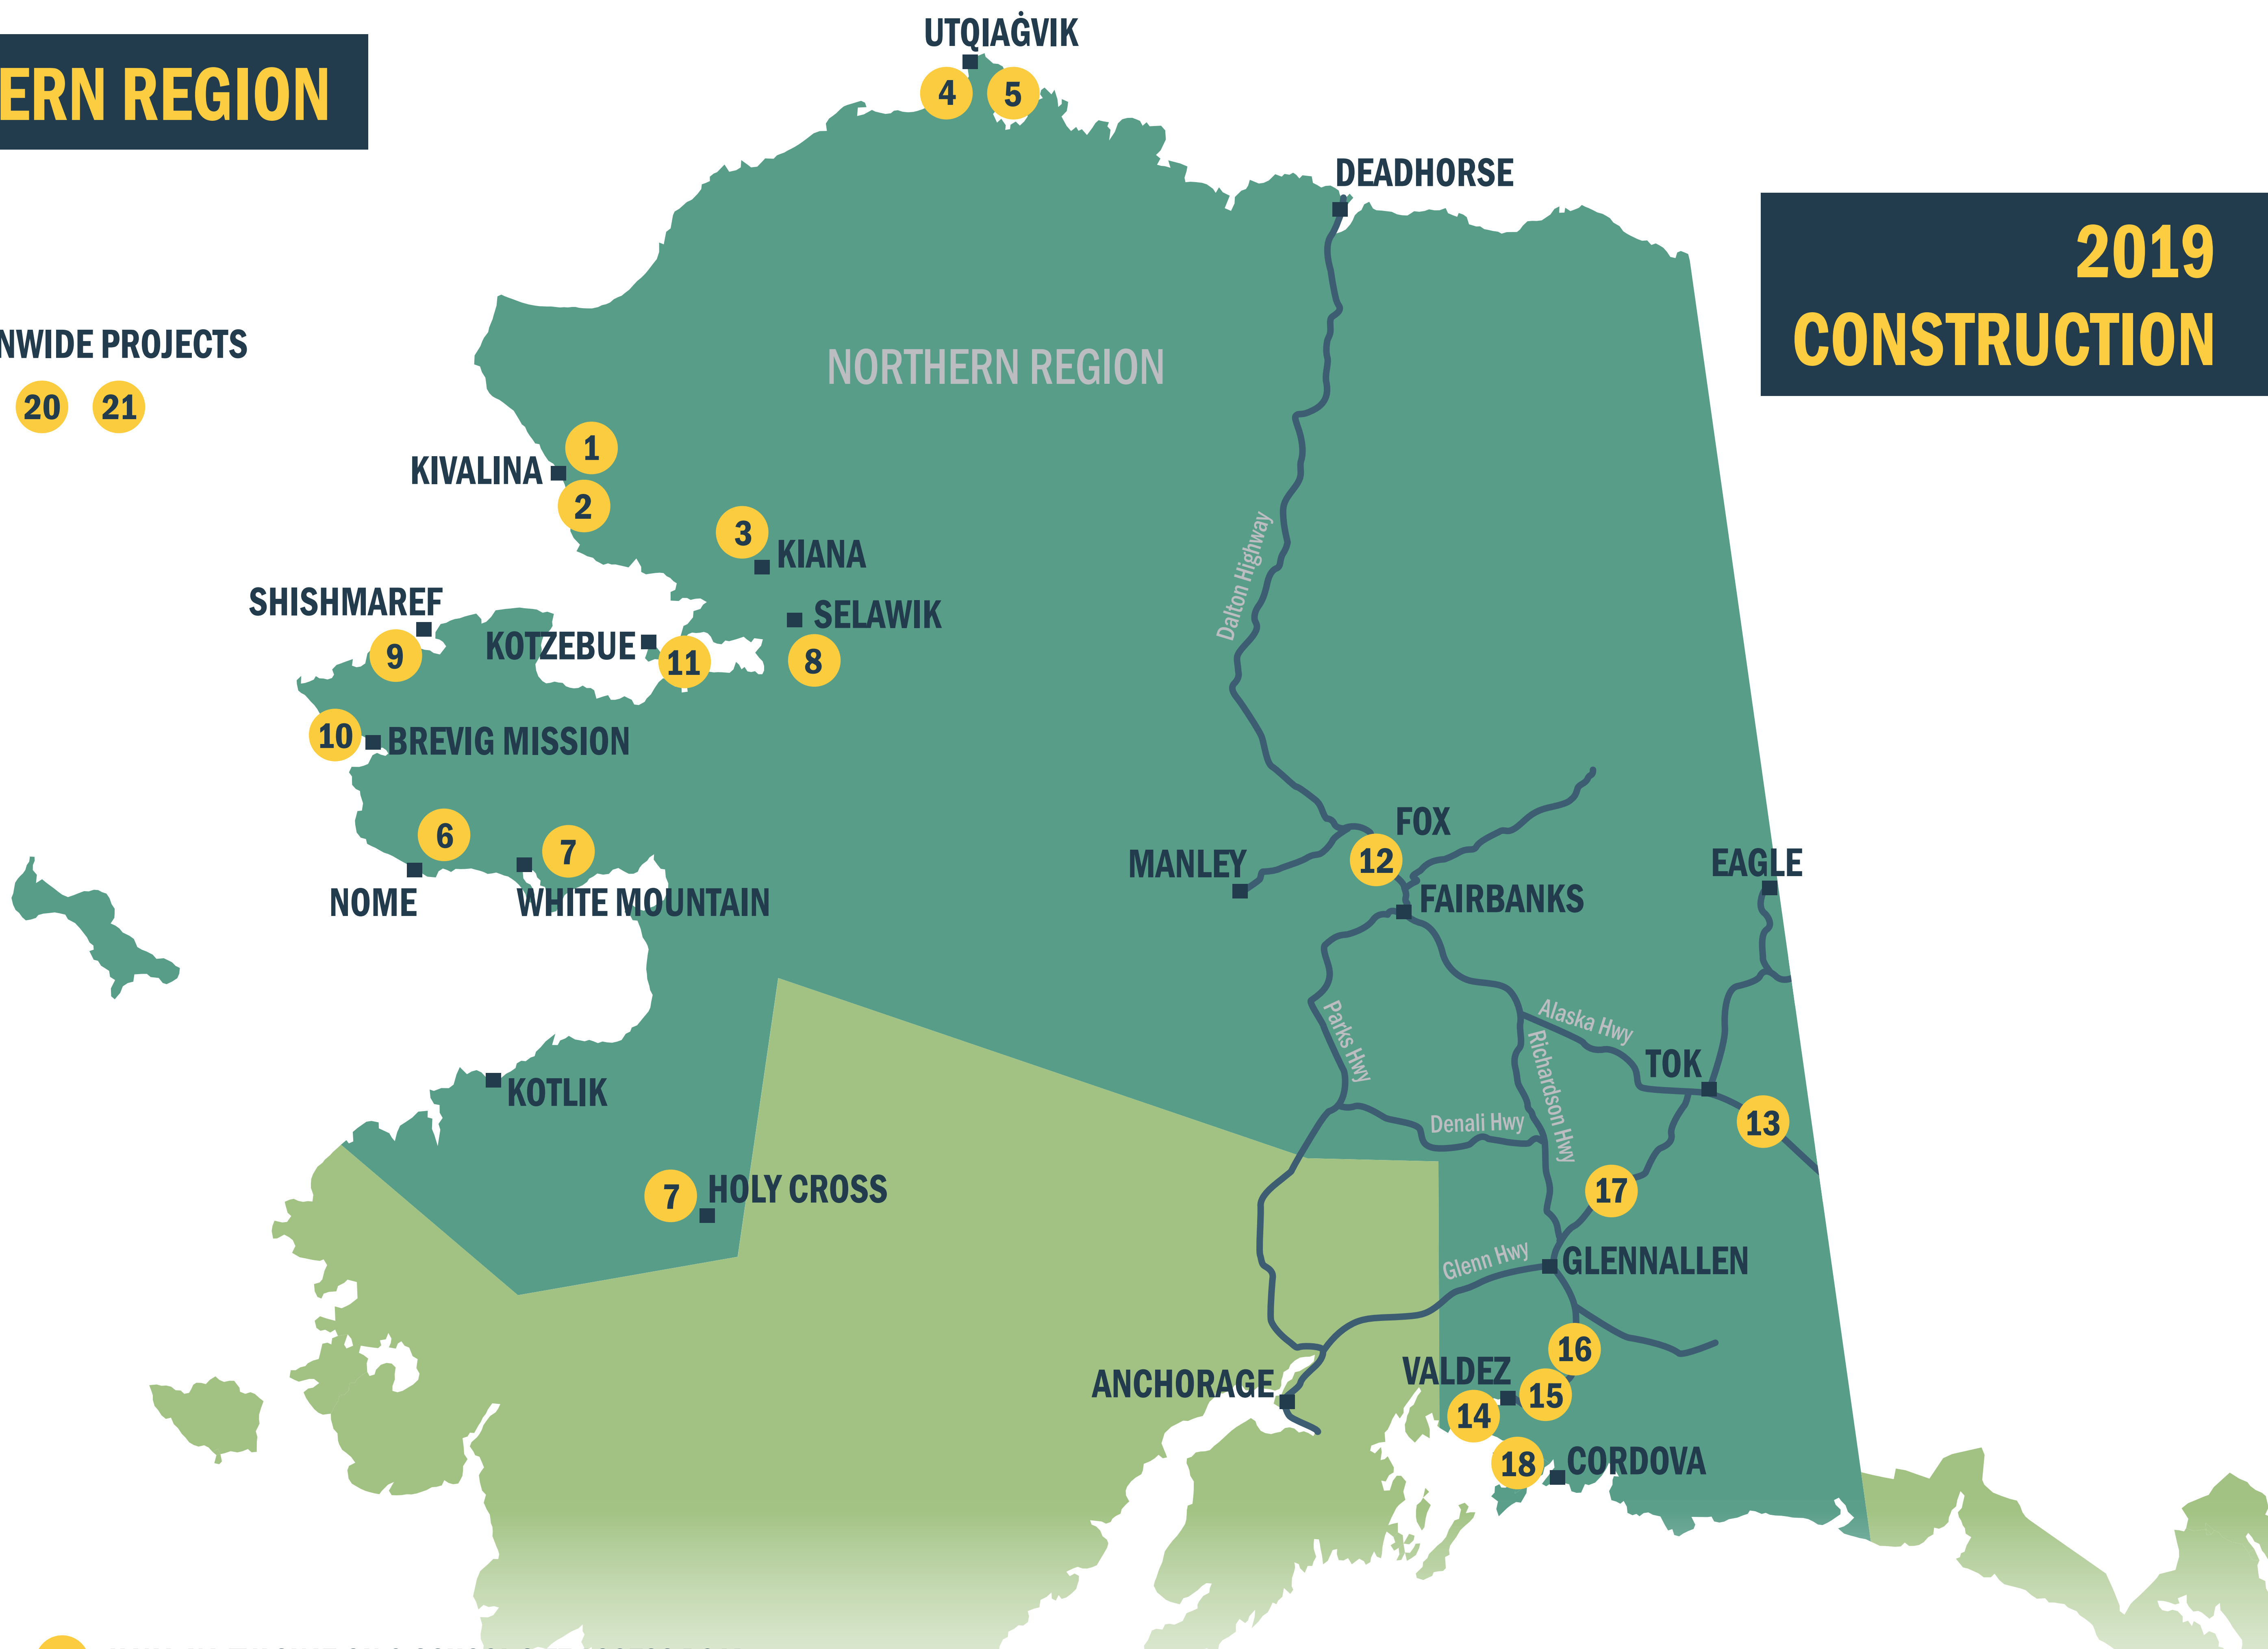 UTQIAĠVIK
ERN REGION
4
5
DEADHORSE
2019
CONSTRUCTION
NWIDE PROJECTS
20
21
NORTHERN REGION
1
KIVALINA
2
3
KIANA
Dalton Highway
SHISHMAREF
SELAWIK
KOTZEBUE
9
11
8
10
BREVIG MISSION
6
7
NOME
WHITE MOUNTAIN
FOX
MANLEY
12
EAGLE
FAIRBANKS
Parks Hwy
Alaska Hwy
Richardson Hwy
TOK
KOTLIK
Denali Hwy
13
7
HOLY CROSS
17
Glenn Hwy
GLENNALLEN
16
ANCHORAGE
VALDEZ
15
14
18
CORDOVA